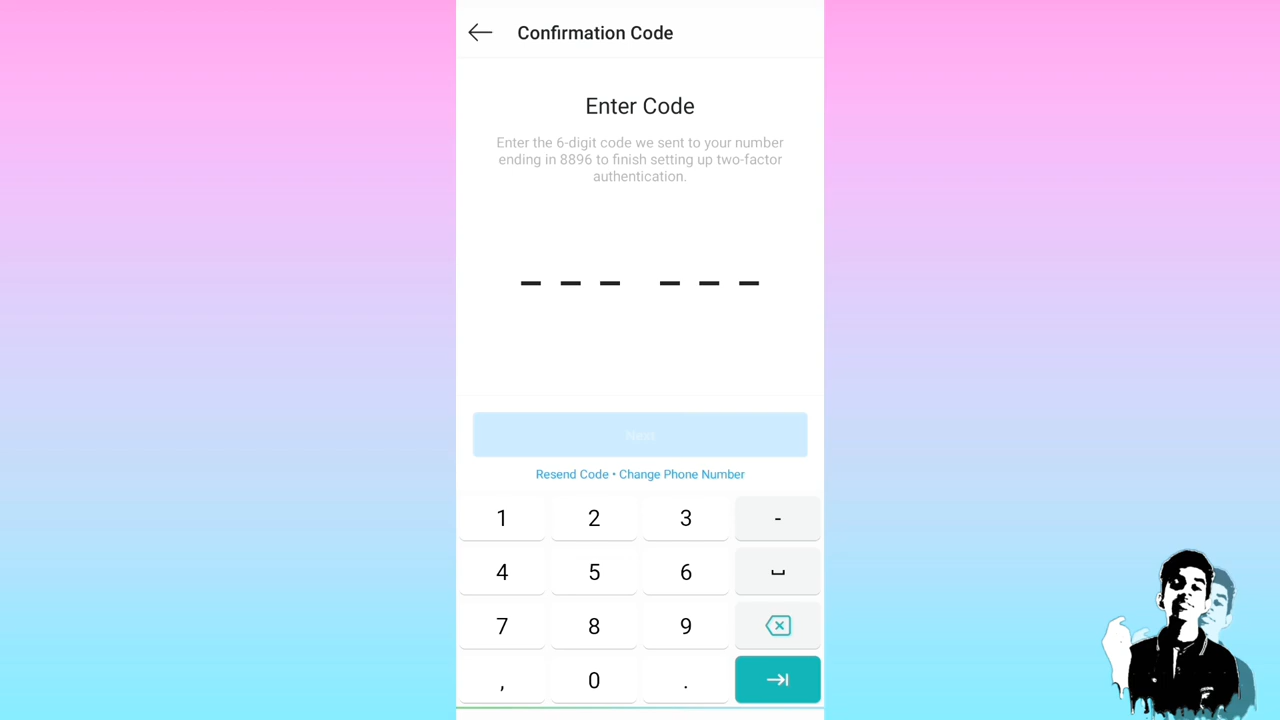 Confirmation Code
Enter Code
Enter the 6-digit code we sent to your number
ending in 8896 to finish setting up two-factor
authentication.
Next
Resend Code • Change Phone Number
1 2 3 -
4 5 6
7 8 9
, 0 .